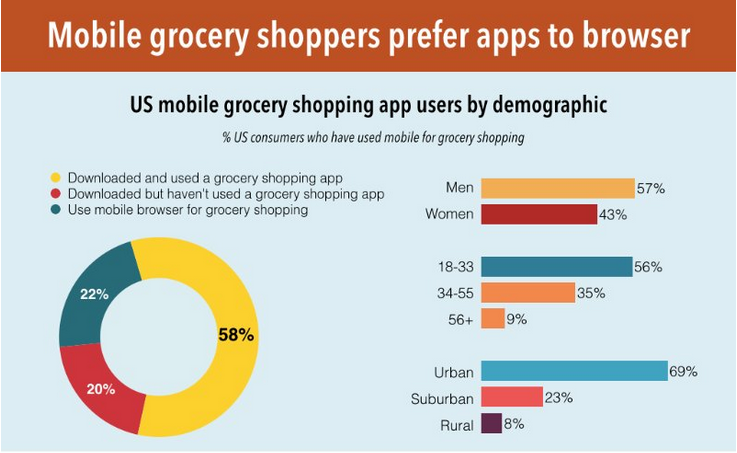 Mobile grocery shoppers prefer apps to browser
US mobile grocery shopping app users by demographic
% US consumers who have used mobile for grocery shopping
Downloaded and used a grocery shopping app
Downloaded but haven't used a grocery shopping app
Use mobile browser for grocery shopping
22%
58%
20%
Men 57%
Women 43%
18-33 56%
34-55 35%
56+ 9%
Urban 69%
Suburban 23%
Rural 8%